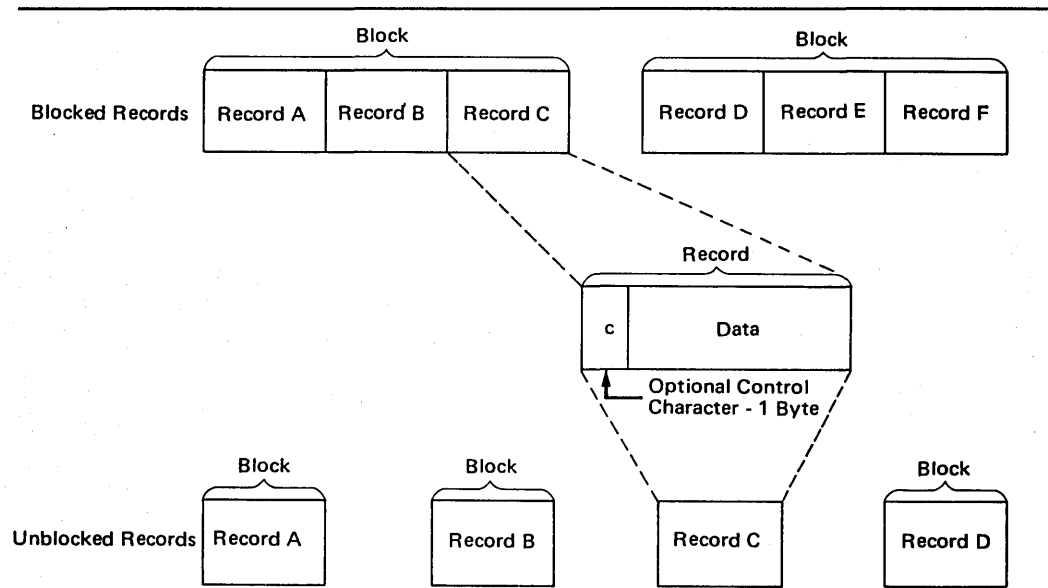 Block
Block
Blocked Records
Record A
Record B
Record C
Record D
Record E
Record F
Record
c
Data
Optional Control
Character - 1 Byte
Block
Block
Block
Unblocked Records
Record A
Record B
Record C
Record D